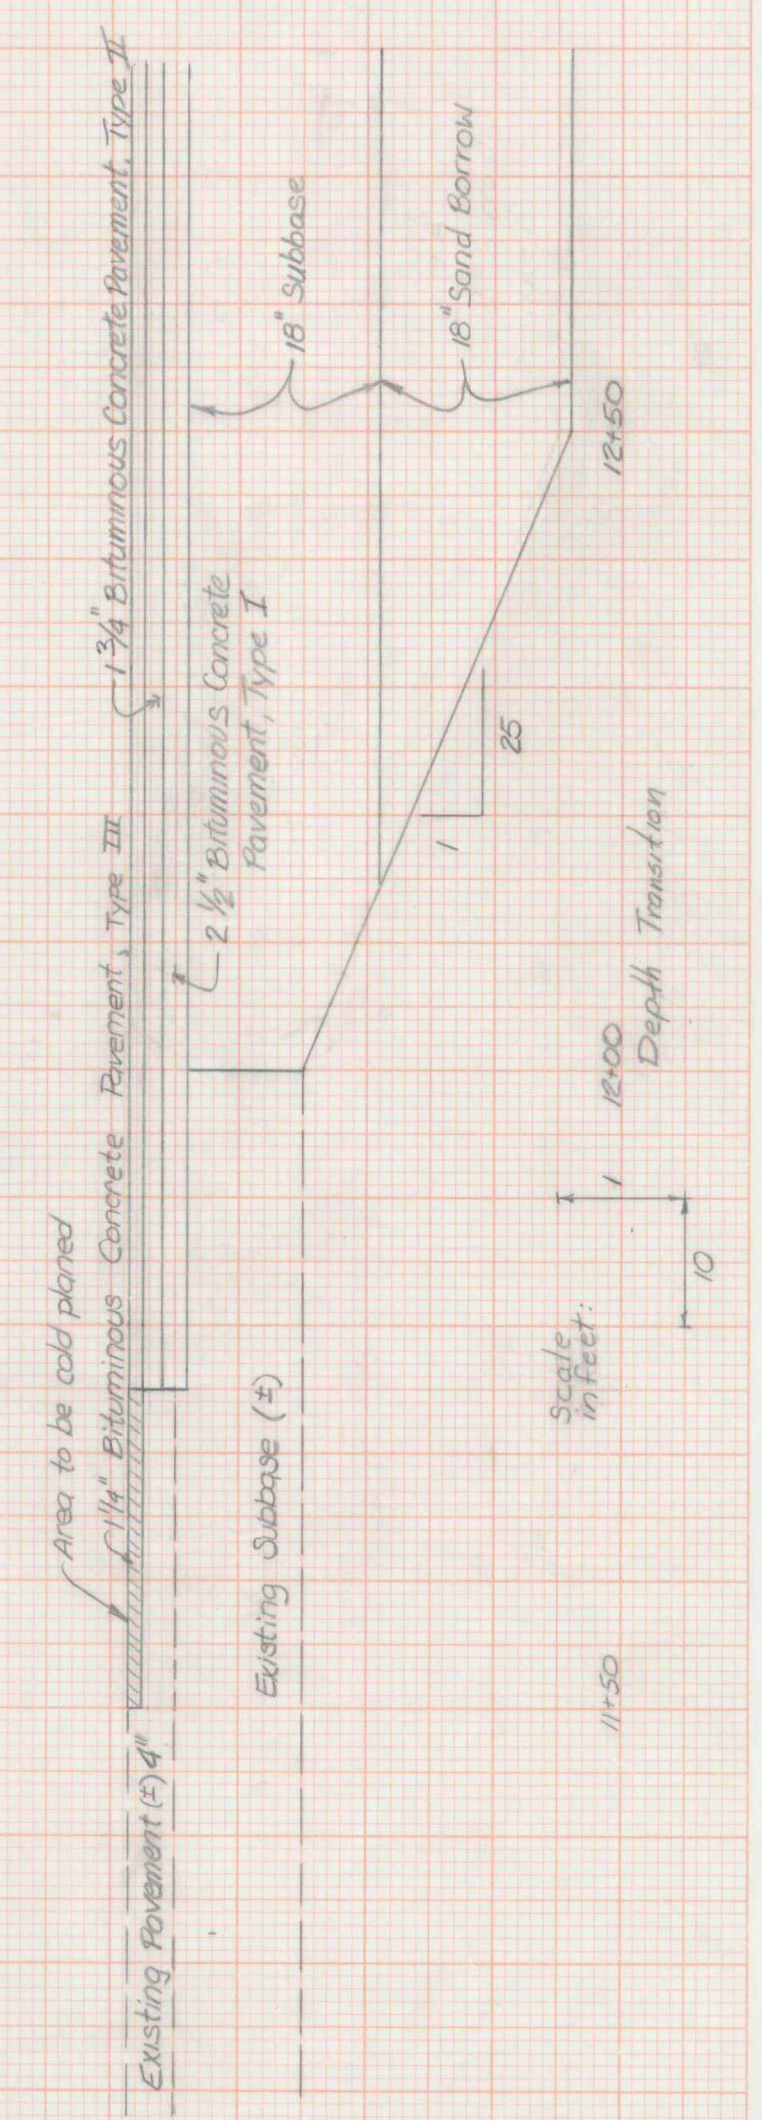 Area to be cold planed
1 1/4" Bituminous Concrete Pavement, Type III
1 3/4" Bituminous Concrete Pavement, Type II
Existing Pavement (±) 4"
2 1/2" Bituminous Concrete
Pavement, Type I
18" Subbase
Existing Subbase (±)
18" Sand Borrow
1
25
Scale
in feet:
1
10
11+50
12+00
12+50
Depth Transition